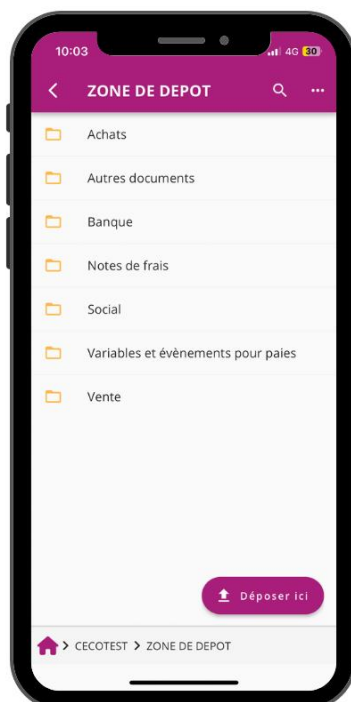 10:03 4G 30
ZONE DE DEPOT
Achats
Autres documents
Banque
Notes de frais
Social
Variables et évènements pour paies
Vente
Déposer ici
CECOTEST > ZONE DE DEPOT